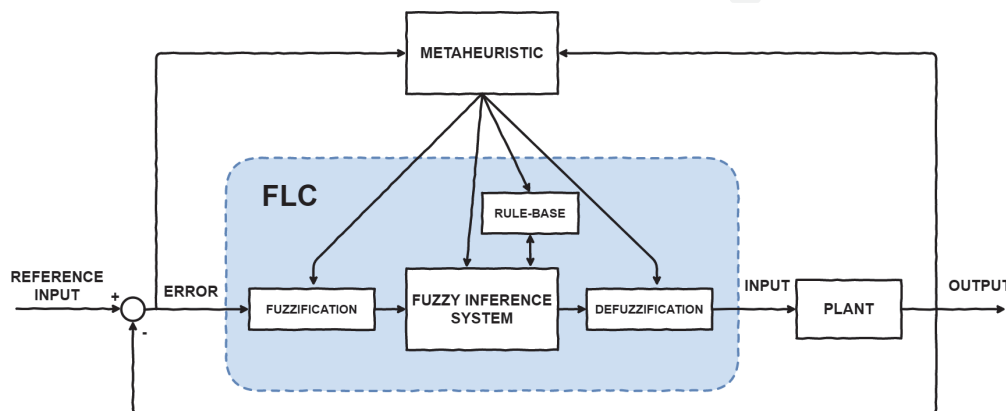 METAHEURISTIC
FLC
RULE-BASE
REFERENCE
INPUT
+
-
ERROR
FUZZIFICATION
FUZZY INFERENCE
SYSTEM
DEFUZZIFICATION
INPUT
PLANT
OUTPUT